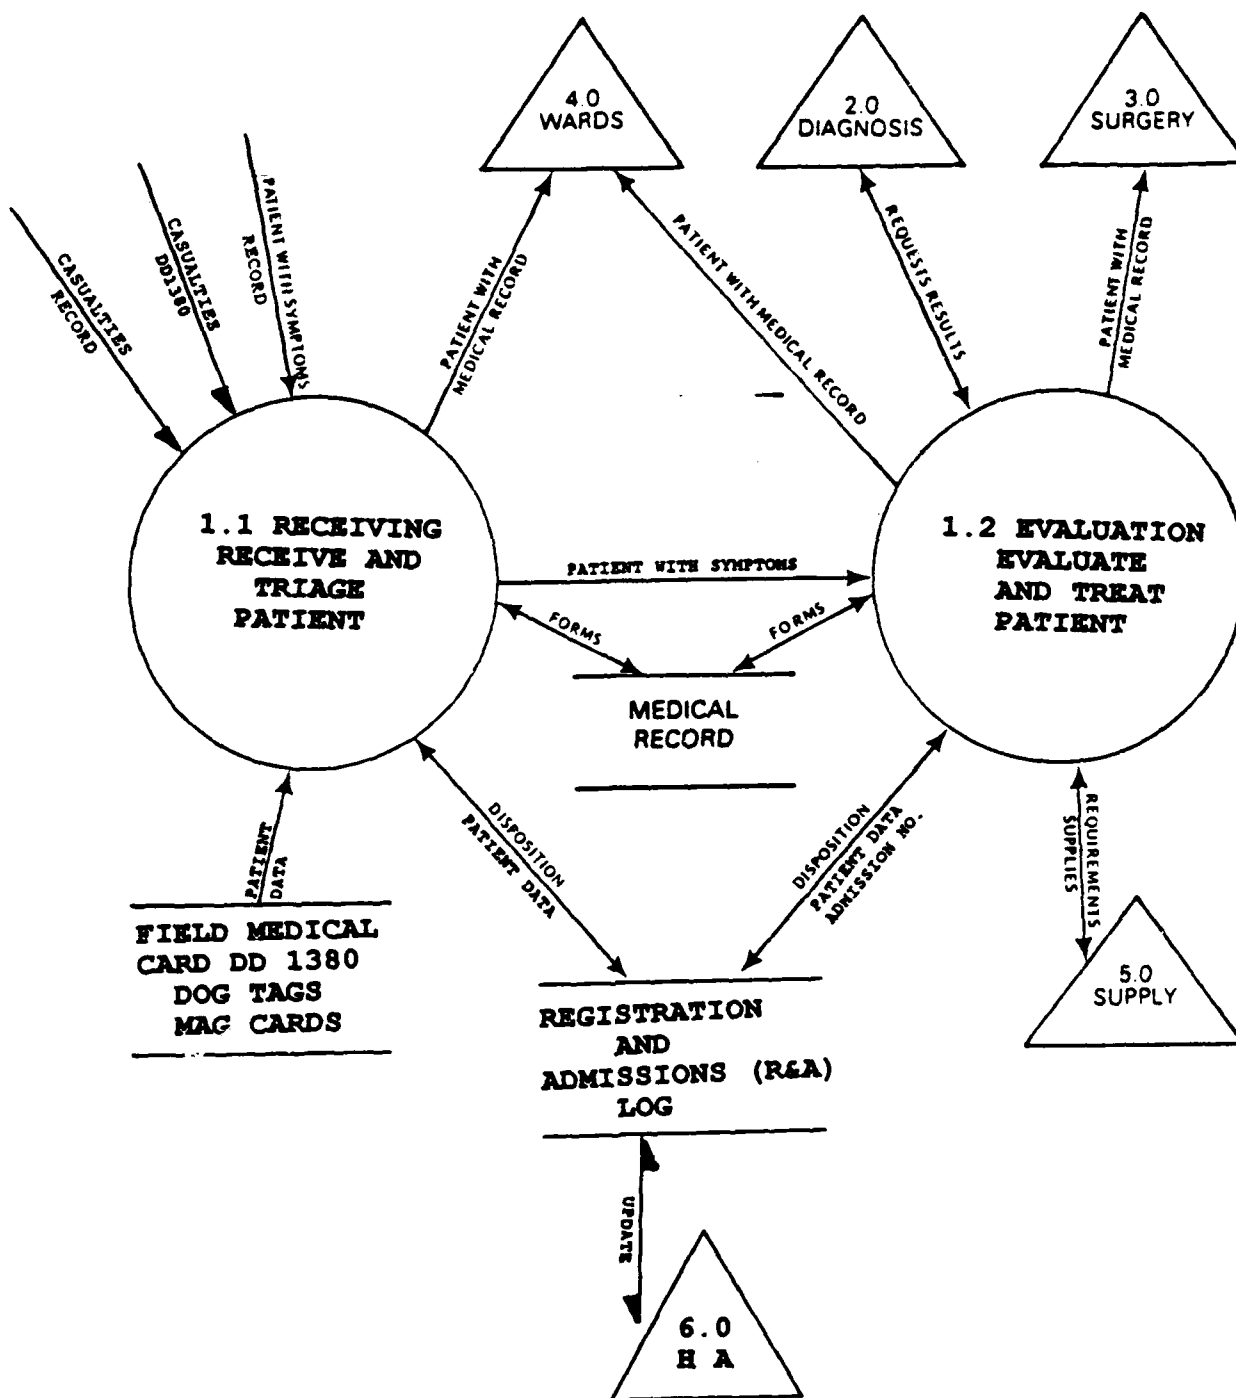 4.0
WARDS
2.0
DIAGNOSIS
3.0
SURGERY
CASUALTIES
RECORD
CASUALTIES
DD1380
PATIENT WITH SYMPTOMS
RECORD
PATIENT WITH
MEDICAL RECORD
PATIENT WITH MEDICAL RECORD
REQUESTS RESULTS
PATIENT WITH
MEDICAL RECORD
1.1 RECEIVING
RECEIVE AND
TRIAGE
PATIENT
PATIENT WITH SYMPTOMS
1.2 EVALUATION
EVALUATE
AND TREAT
PATIENT
FORMS
FORMS
MEDICAL
RECORD
PATIENT
DATA
DISPOSITION
PATIENT DATA
DISPOSITION
PATIENT DATA
ADMISSION NO.
REQUIREMENTS
SUPPLIES
FIELD MEDICAL
CARD DD 1380
DOG TAGS
MAG CARDS
5.0
SUPPLY
REGISTRATION
AND
ADMISSIONS (R&A)
LOG
UPDATE
6.0
H A